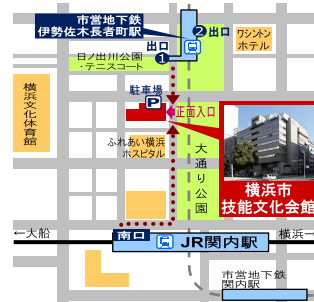 市営地下鉄
伊勢佐木長者町駅
❷出口
出口
❶
ワシントン
ホテル
日ノ出川公園
・テニスコート
横浜文化体育館
駐車場
P
正面入口
ふれあい横浜
ホスピタル
大通り公園
横浜市
技能文化会館
南口
←大船
JR関内駅
横浜→
市営地下鉄
関内駅